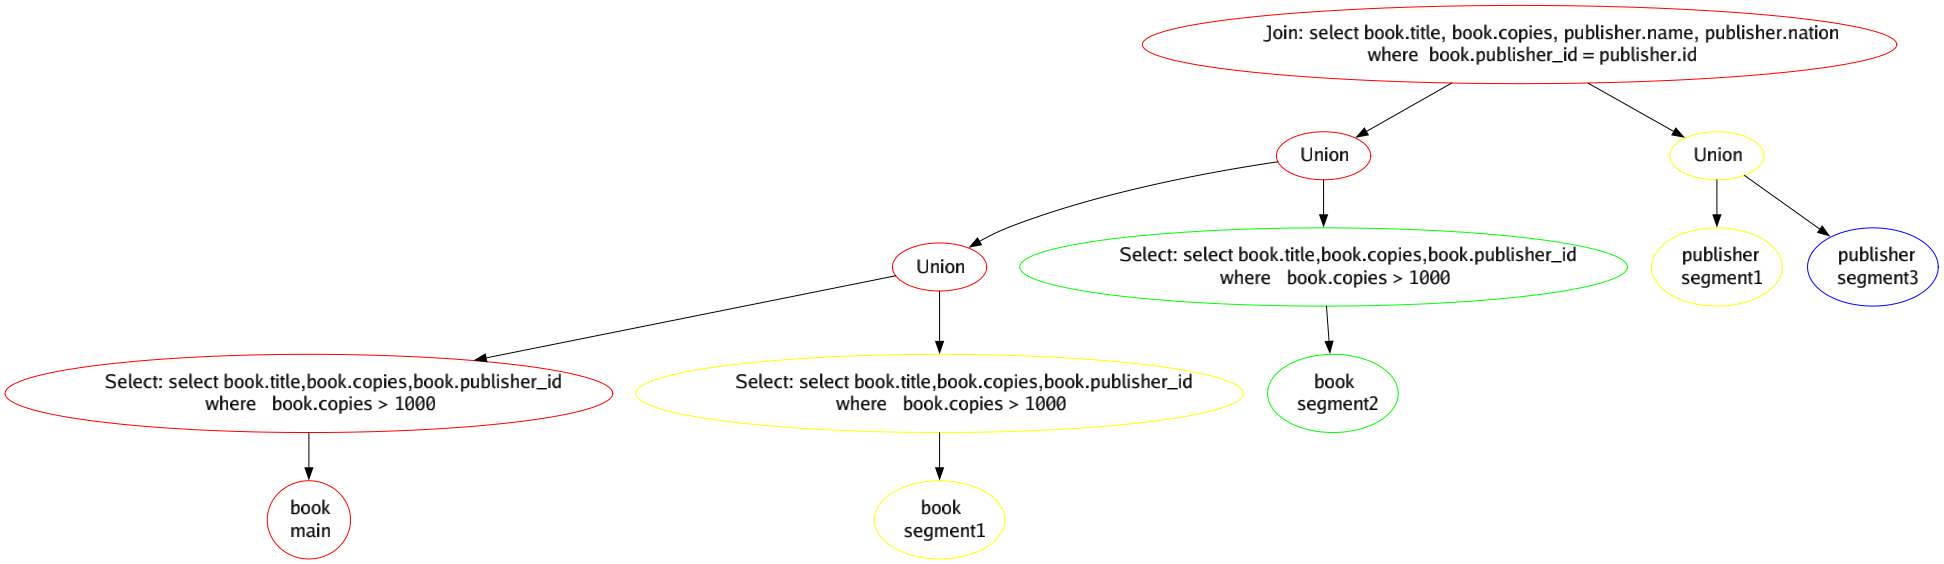 Join: select book.title, book.copies, publisher.name, publisher.nation
where book.publisher_id = publisher.id
Union
Union
Union
Select: select book.title,book.copies,book.publisher_id
where book.copies > 1000
publisher
segment1
publisher
segment3
Select: select book.title,book.copies,book.publisher_id
where book.copies > 1000
Select: select book.title,book.copies,book.publisher_id
where book.copies > 1000
book
segment2
book
main
book
segment1